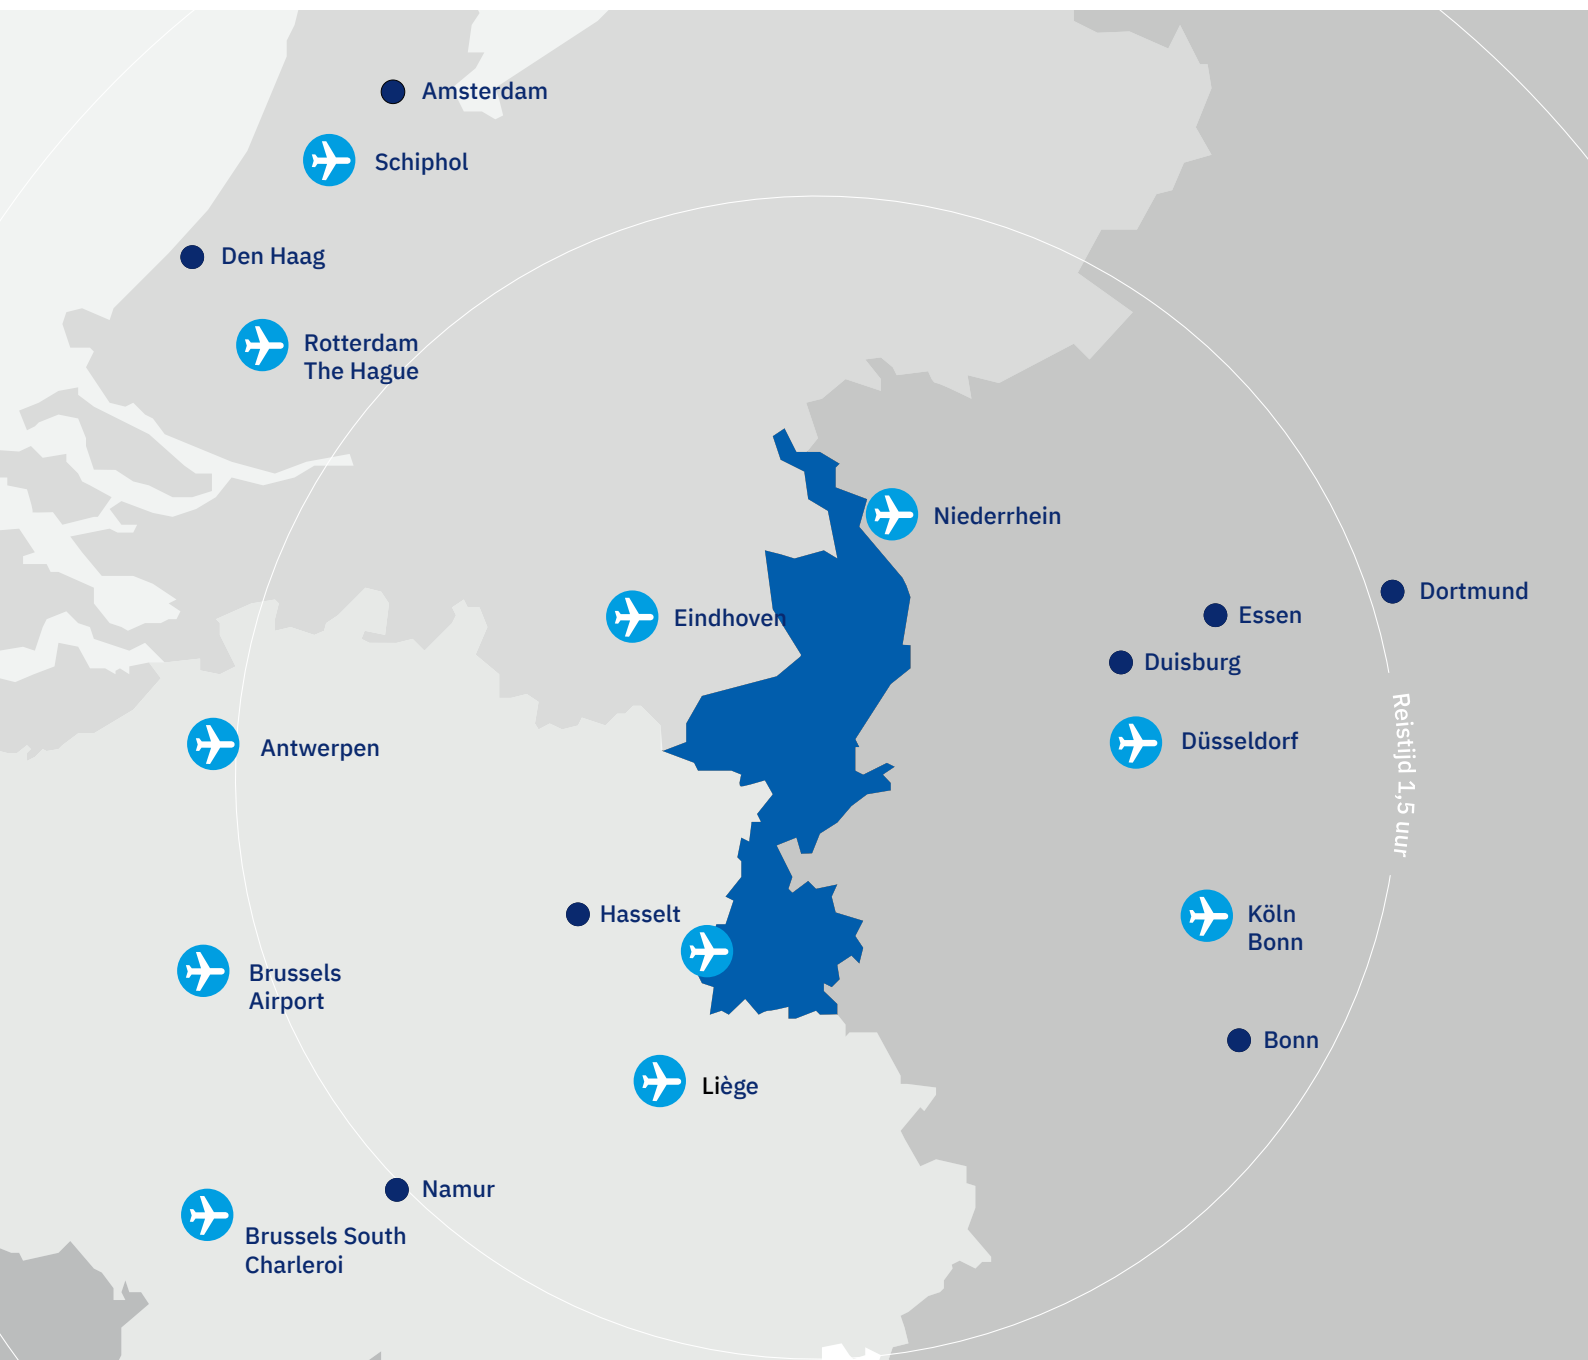 Amsterdam
Schiphol
Den Haag
Rotterdam
The Hague
Niederrhein
Dortmund
Essen
Eindhoven
Duisburg
Reistijd 1,5 uur
Düsseldorf
Antwerpen
Hasselt
Köln
Bonn
Brussels
Airport
Bonn
Liège
Namur
Brussels South
Charleroi